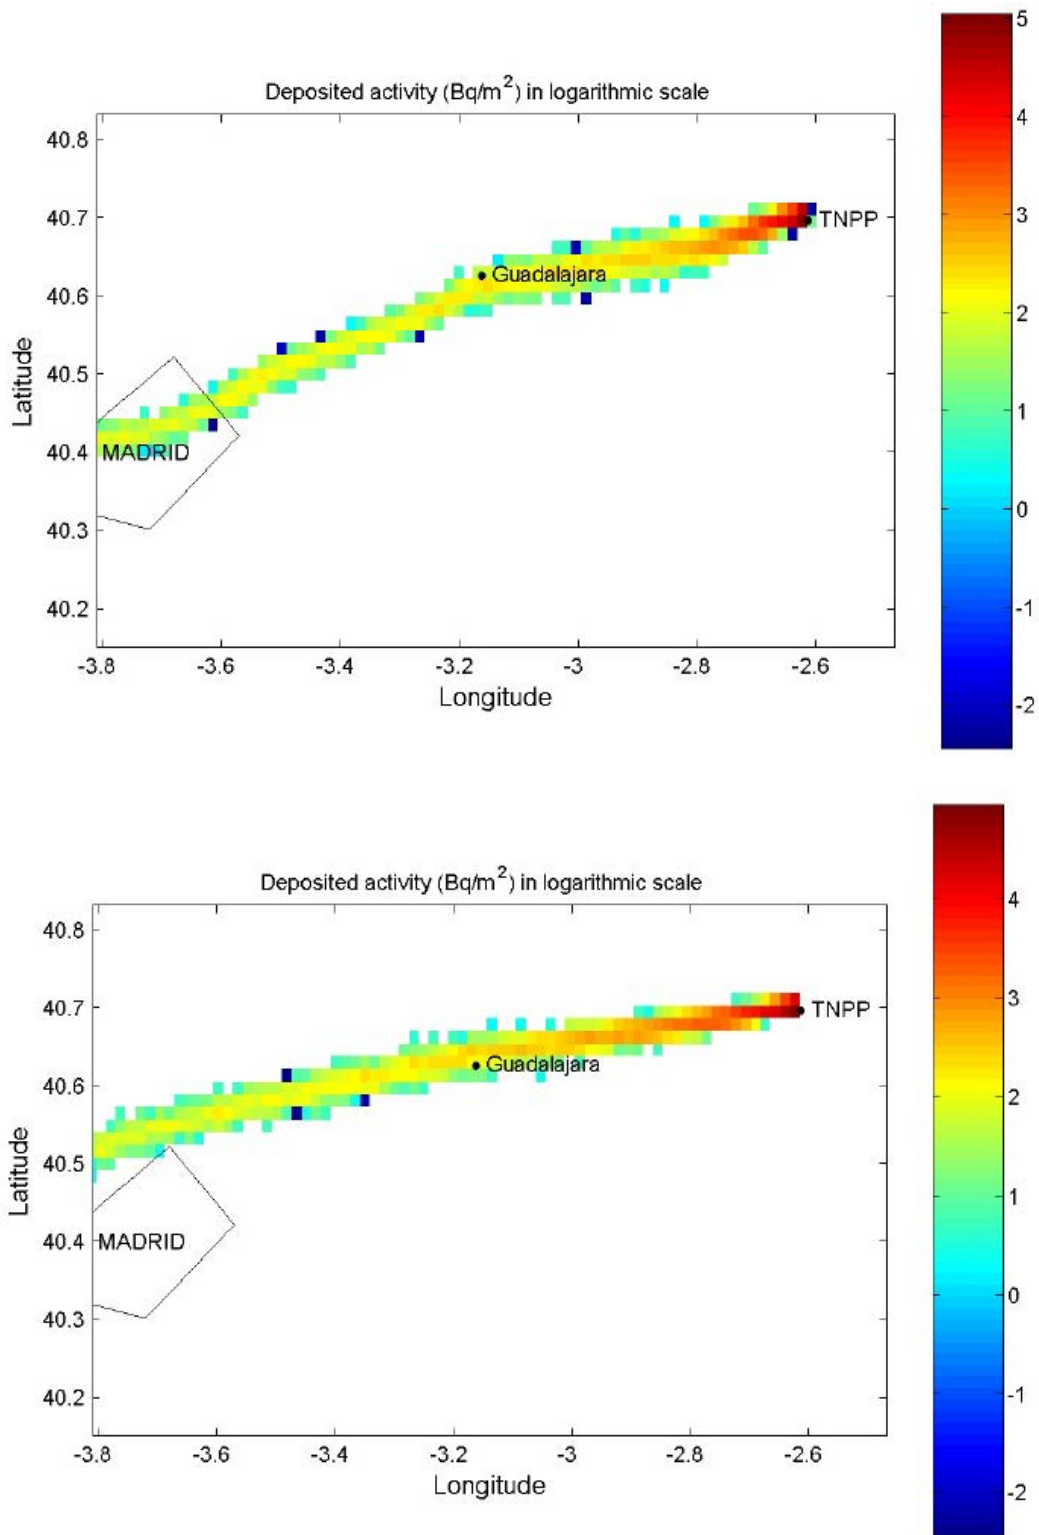 5
Deposited activity (Bq/m2) in logarithmic scale
40.8
4
40.7
TNPP
3
Guadalajara
40.6
2
Latitude
40.5
1
40.4
MADRID
0
40.3
-1
40.2
-3.8 -3.6 -3.4 -3.2 -3 -2.8 -2.6
Longitude
-2
Deposited activity (Bq/m2) in logarithmic scale
4
40.8
40.7
TNPP
3
Guadalajara
40.6
2
Latitude
40.5
1
40.4
MADRID
0
40.3
-1
40.2
-3.8 -3.6 -3.4 -3.2 -3 -2.8 -2.6
Longitude
-2